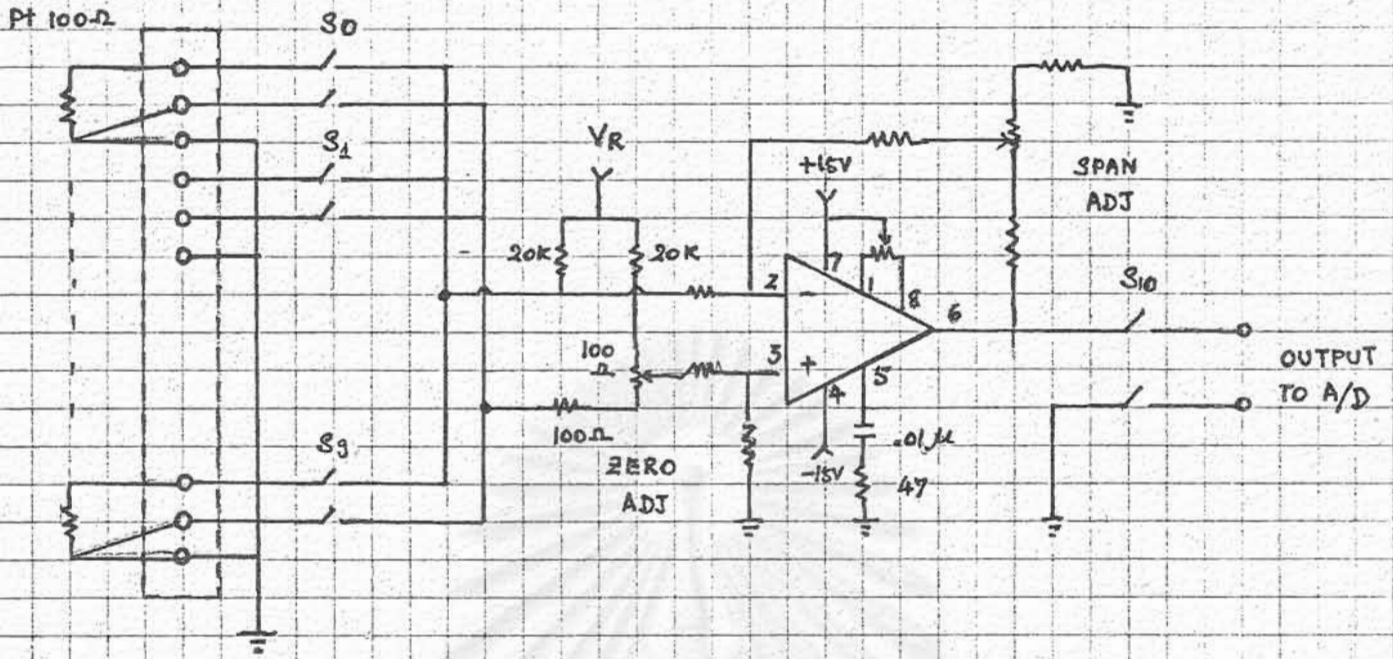 Pt 100Ω
S0
S1
VR
+15V
SPAN
ADJ
20K
20K
7
1
8
2
-
6
S10
100
Ω
3
+
4
5
OUTPUT
TO A/D
100Ω
-15V
.01μ
47
S9
ZERO
ADJ